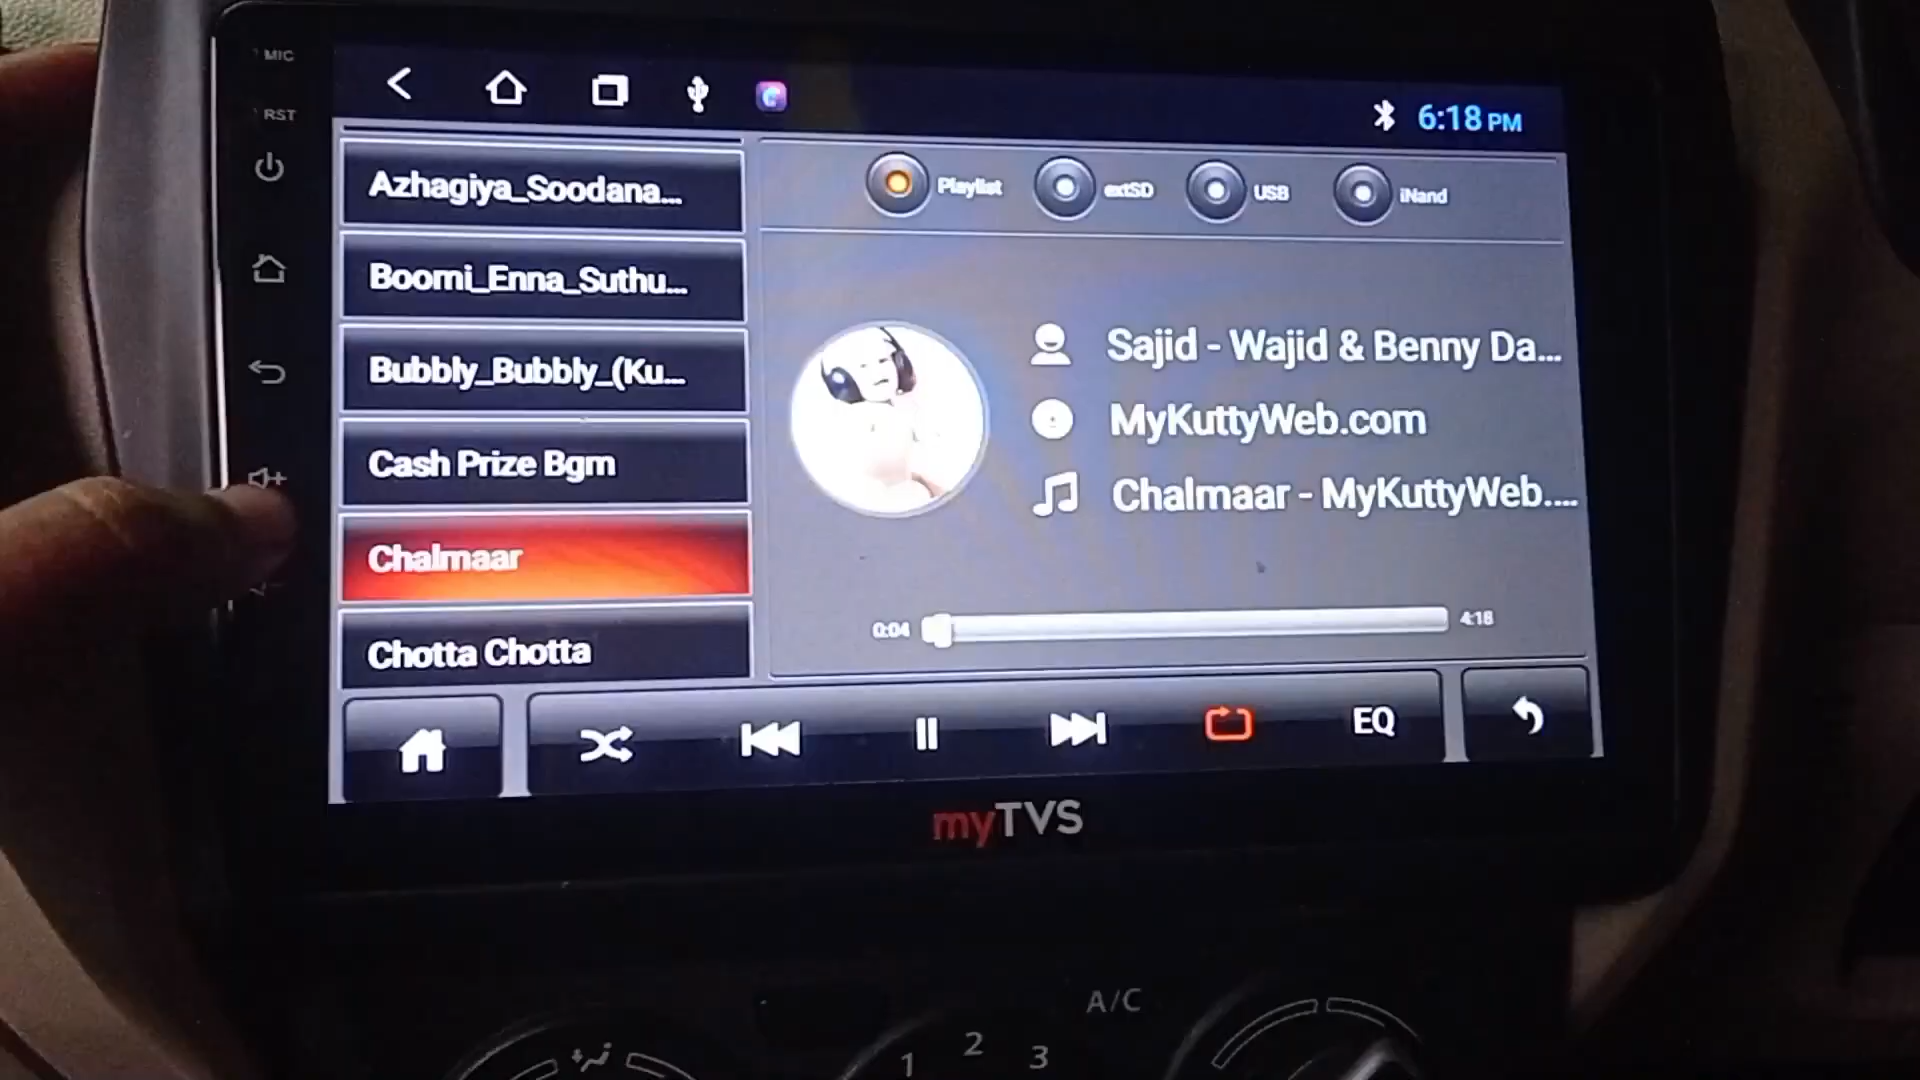 MIC
RST
6:18 PM
Azhagiya_Soodana...
Boomi_Enna_Suthu...
Bubbly_Bubbly_(Ku...
Cash Prize Bgm
Chalmaar
Chotta Chotta
Playlist
extSD
USB
iNand
Sajid - Wajid & Benny Da...
MyKuttyWeb.com
Chalmaar - MyKuttyWeb....
0:04
4:18
EQ
myTVS
A/C
1 2 3